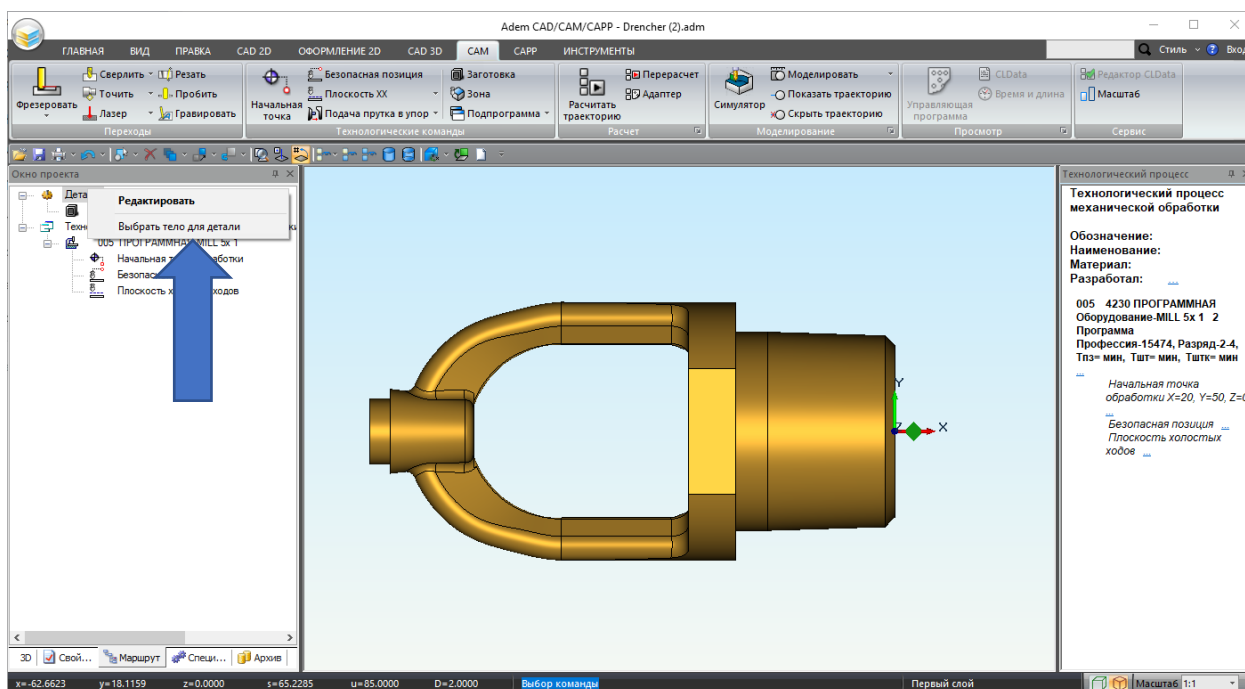 Adem CAD/CAM/CAPP - Drencher (2).adm
ГЛАВНАЯ ВИД ПРАВКА CAD 2D ОФОРМЛЕНИЕ 2D CAD 3D CAM CAPP ИНСТРУМЕНТЫ Стиль Вход
Фрезеровать
Сверлить Резать
Точить Пробить
Лазер Гравировать
Переходы
Начальная точка
Безопасная позиция Заготовка
Плоскость ХХ Зона
Подача прутка в упор Подпрограмма
Технологические команды
Расчитать траекторию
Перерасчет
Адаптер
Расчет
Симулятор
Моделировать
Показать траекторию
Скрыть траекторию
Моделирование
Управляющая программа
CLData
Время и длина
Просмотр
Редактор CLData
Масштаб
Сервис
Окно проекта
Редактировать
Выбрать тело для детали
005 ПРОГРАММНАЯ MILL 5x 1
Начальная
Плоскость
Y
Z X
Технологический процесс
Технологический процесс
механической обработки
Обозначение:
Наименование:
Материал:
Разработал: ...
005 4230 ПРОГРАММНАЯ
Оборудование-MILL 5x 1 2
Программа
Профессия-15474, Разряд-2-4,
Тпз= мин, Тшт= мин, Тштк= мин
...
Начальная точка
обработки X=20, Y=50,
...
Безопасная позиция ...
Плоскость холостых
ходов ...
3D Свой... Маршрут Специ... Архив
x=-62.6623 y=18.1159 z=0.0000 s=65.2285 u=85.0000 D=2.0000 Выбор команды Первый слой Масштаб 1:1